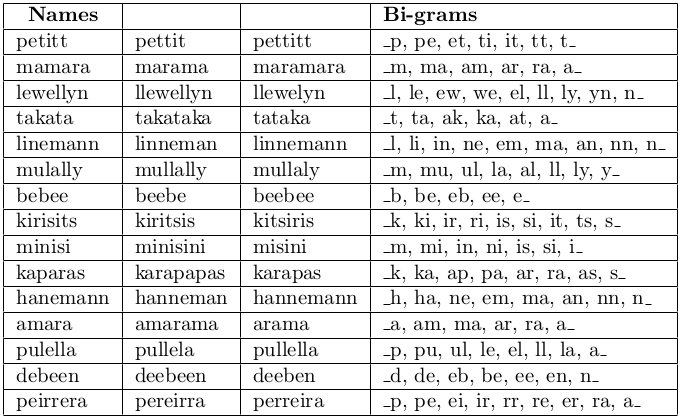 Names Bi-grams
petitt pettit pettitt _p, pe, et, ti, it, tt, t_
mamara marama maramara _m, ma, am, ar, ra, a_
lewellyn llewellyn llewelyn _l, le, ew, we, el, ll, ly, yn, n_
takata takataka tataka _t, ta, ak, ka, at, a_
linemann linneman linnemann _l, li, in, ne, em, ma, an, nn, n_
mulally mullally mullaly _m, mu, ul, la, al, ll, ly, y_
bebee beebe beebee _b, be, eb, ee, e_
kirisits kiritsis kitsiris _k, ki, ir, ri, is, si, it, ts, s_
minisi minisini misini _m, mi, in, ni, is, si, i_
kaparas karapapas karapas _k, ka, ap, pa, ar, ra, as, s_
hanemann hanneman hannemann _h, ha, ne, em, ma, an, nn, n_
amara amarama arama _a, am, ma, ar, ra, a_
pulella pullela pullella _p, pu, ul, le, el, ll, la, a_
debeen deebeen deeben _d, de, eb, be, ee, en, n_
peirrera pereirra perreira _p, pe, ei, ir, rr, re, er, ra, a_